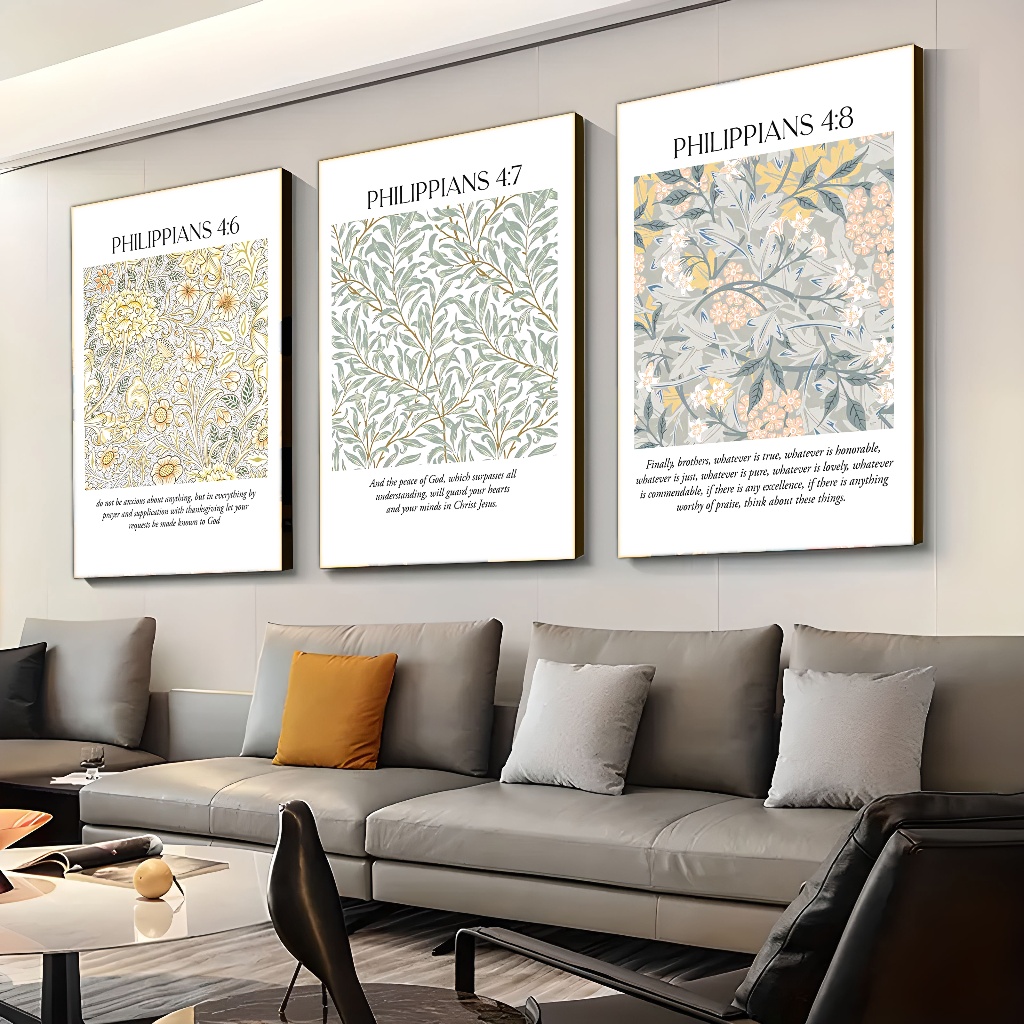 PHILIPPIANS 4:6
do not be anxious about anything, but in everything by
prayer and supplication with thanksgiving let your
requests be made known to God
PHILIPPIANS 4:7
And the peace of God, which surpasses all
understanding, will guard your hearts
and your minds in Christ Jesus.
PHILIPPIANS 4:8
Finally, brothers, whatever is true, whatever is honorable,
whatever is just, whatever is pure, whatever is lovely, whatever
is commendable, if there is any excellence, if there is anything
worthy of praise, think about these things.